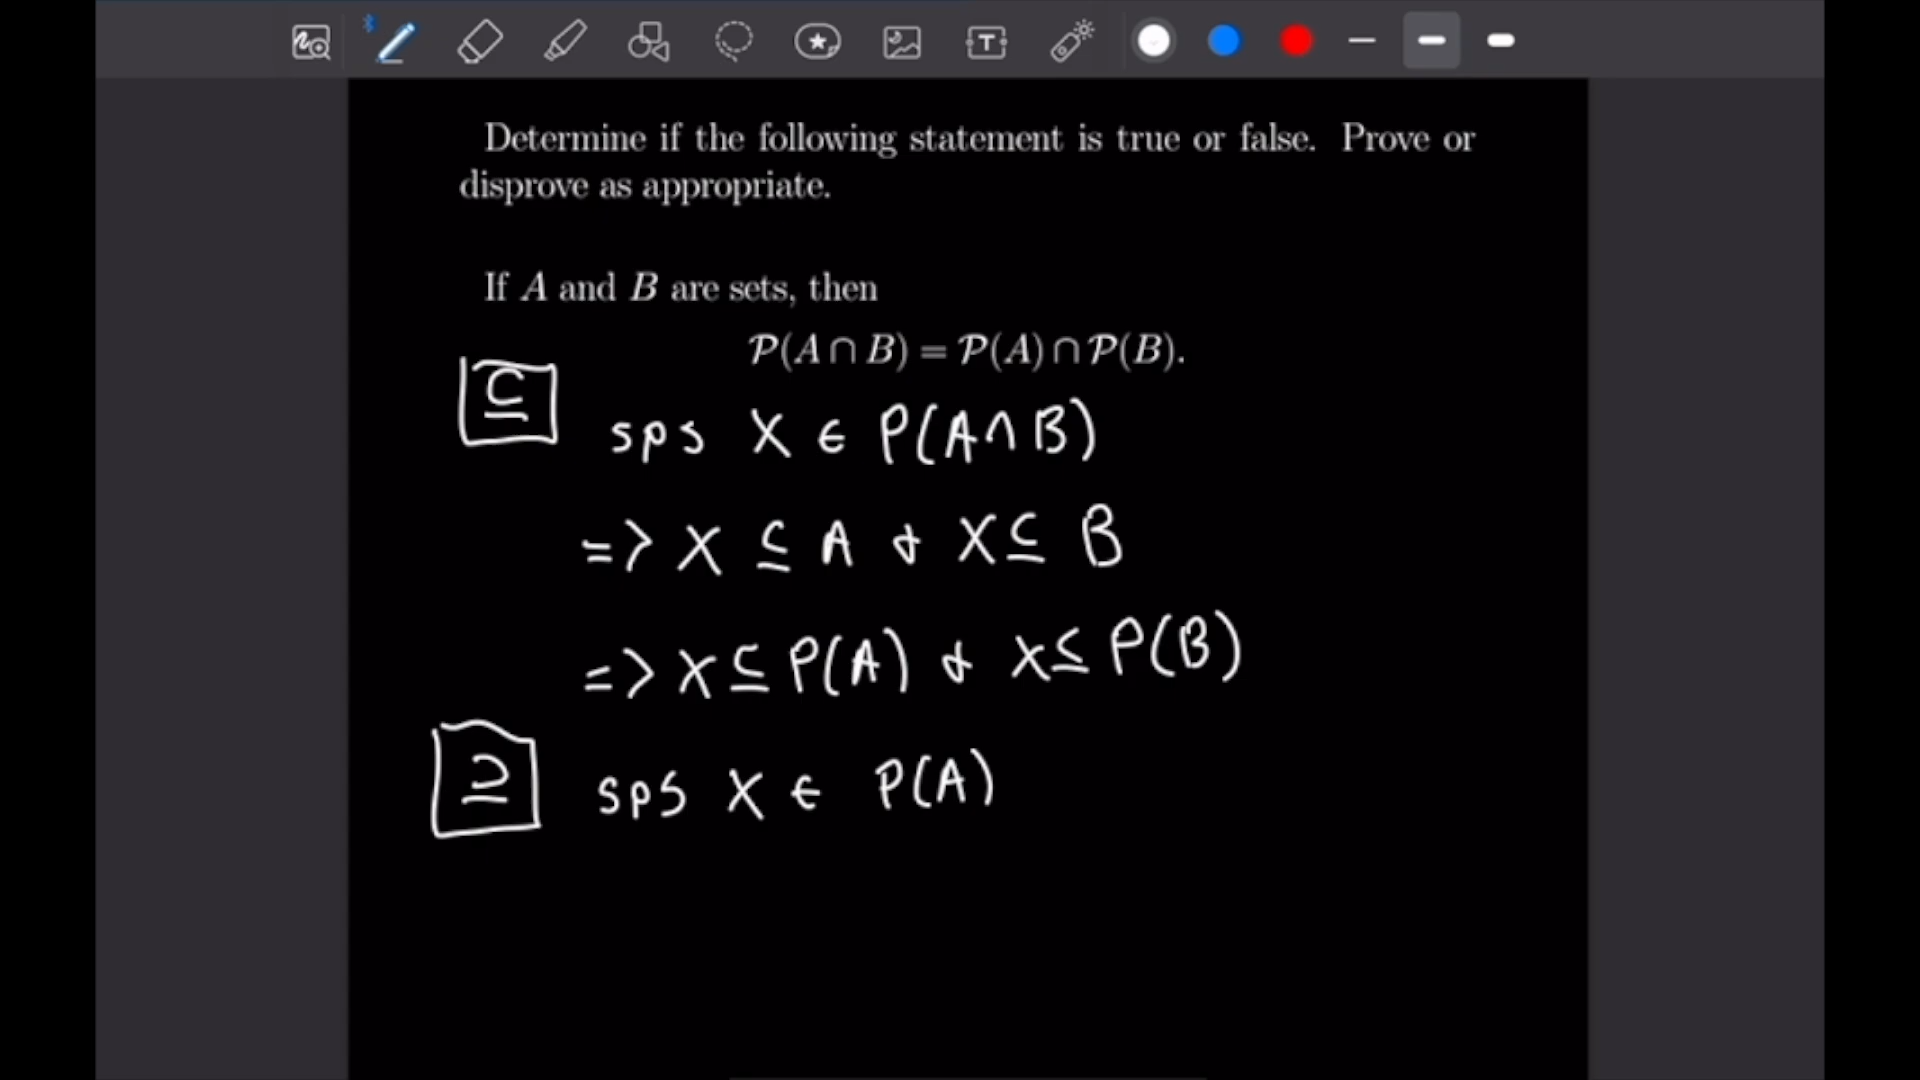 Determine if the following statement is true or false. Prove or
disprove as appropriate.
If A and B are sets, then
𝒫(A ∩ B) = 𝒫(A) ∩ 𝒫(B).
⊆
sps X ∈ P(A ∩ B)
=> X ⊆ A & X ⊆ B
=> X ⊆ P(A) & X ⊆ P(B)
⊇ sps X ∈ P(A)